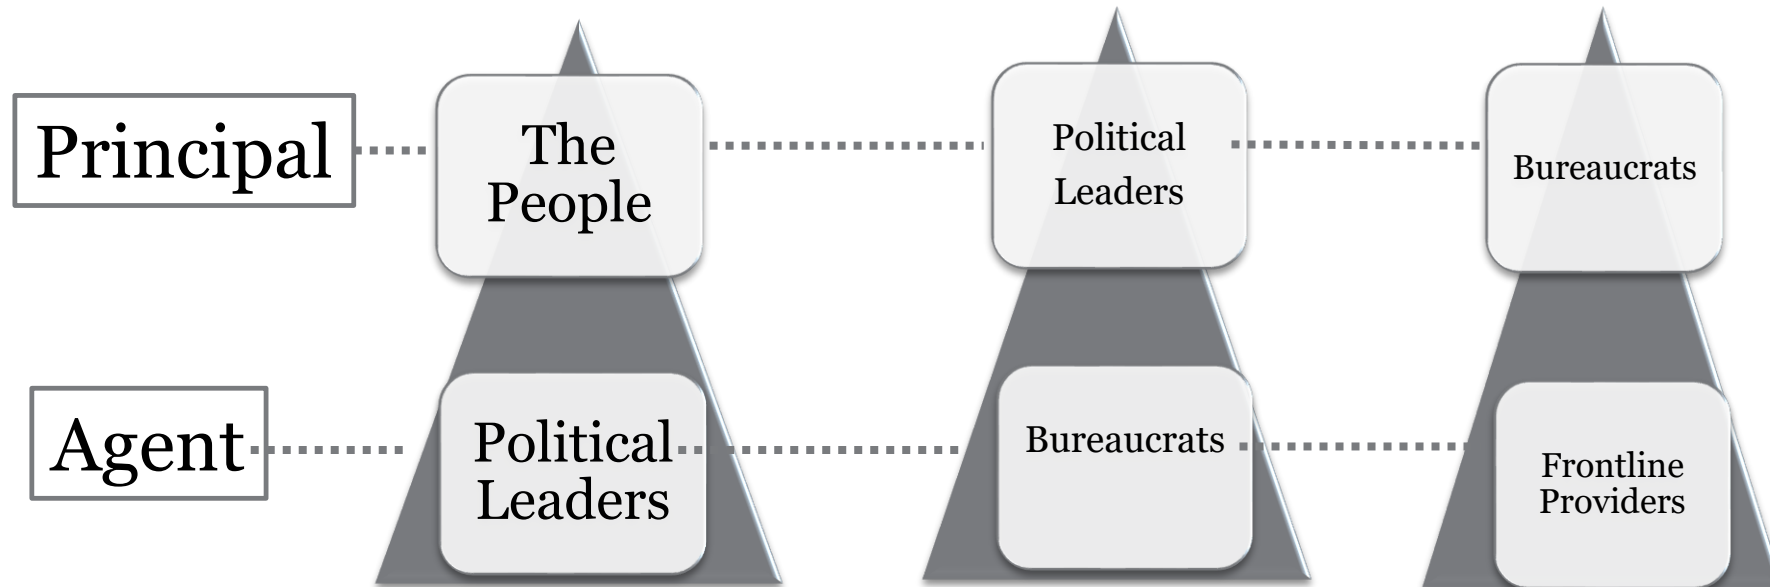 Principal
The
People
Political
Leaders
Bureaucrats
Agent
Political
Leaders
Bureaucrats
Frontline
Providers